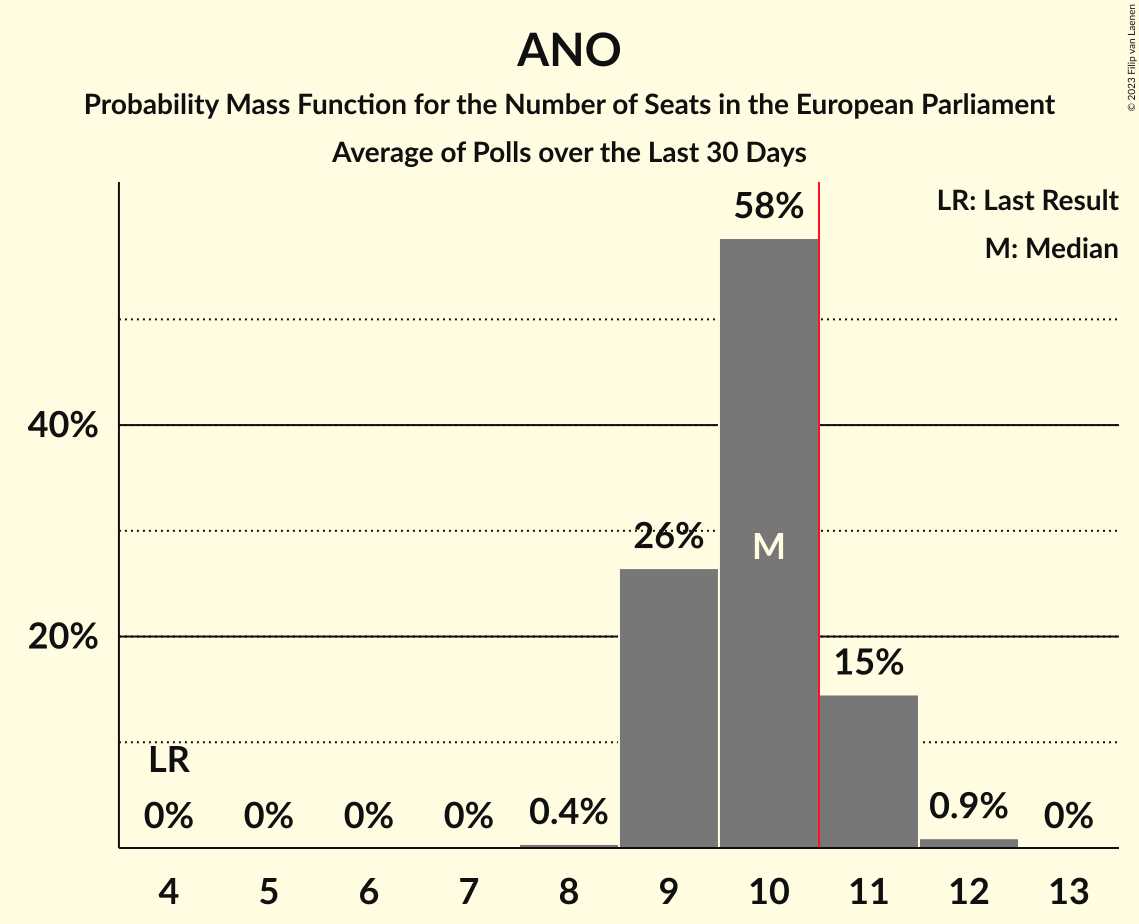 ANO
Probability Mass Function for the Number of Seats in the European Parliament
Average of Polls over the Last 30 Days
© 2023 Filip van Laenen
LR: Last Result
M: Median
58%
40%
26%
M
20%
15%
LR
0%
0%
0%
0%
0.4%
0.9%
0%
4
5
6
7
8
9
10
11
12
13